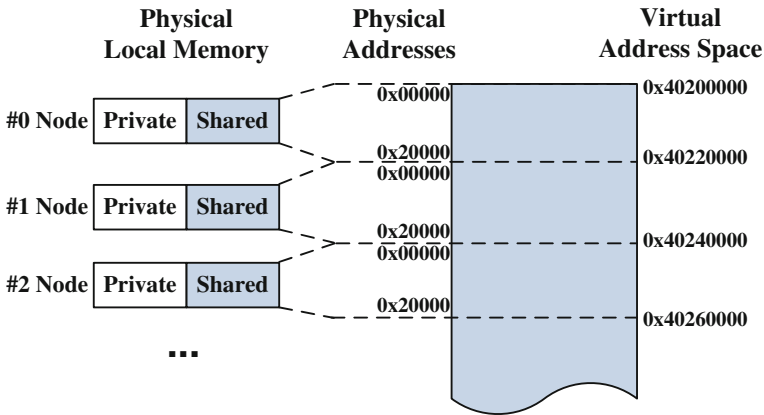 Physical
Local Memory
Physical
Addresses
Virtual
Address Space
0x00000
0x40200000
#0 Node
Private
Shared
0x20000
0x00000
0x40220000
#1 Node
Private
Shared
0x20000
0x00000
0x40240000
#2 Node
Private
Shared
0x20000
0x40260000
...